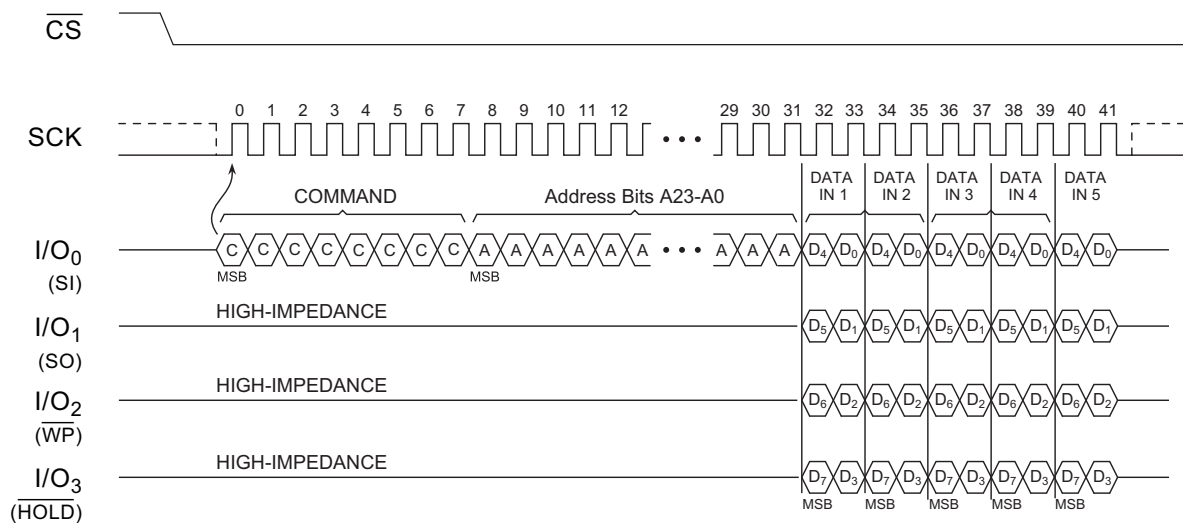 CS
SCK
0 1 2 3 4 5 6 7 8 9 10 11 12 29 30 31 32 33 34 35 36 37 38 39 40 41
COMMAND
Address Bits A23-A0
DATA IN 1
DATA IN 2
DATA IN 3
DATA IN 4
DATA IN 5
I/O0
(SI)
C C C C C C C C A A A A A A A A A D4 D0 D4 D0 D4 D0 D4 D0 D4 D0
MSB MSB
I/O1
(SO)
HIGH-IMPEDANCE
D5 D1 D5 D1 D5 D1 D5 D1 D5 D1
I/O2
(WP)
HIGH-IMPEDANCE
D6 D2 D6 D2 D6 D2 D6 D2 D6 D2
I/O3
(HOLD)
HIGH-IMPEDANCE
D7 D3 D7 D3 D7 D3 D7 D3 D7 D3
MSB MSB MSB MSB MSB